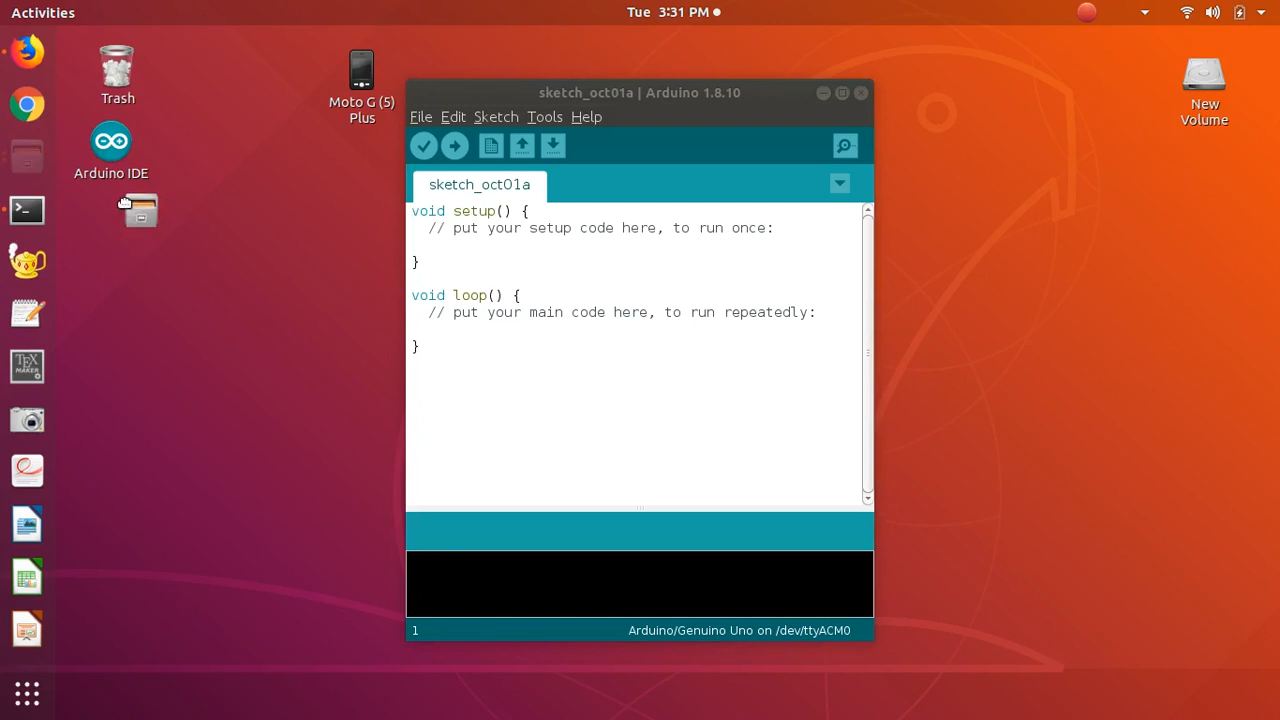 Activities
Tue 3:31 PM
Trash
Moto G (5)
Plus
New
Volume
Arduino IDE
sketch_oct01a | Arduino 1.8.10
File Edit Sketch Tools Help
sketch_oct01a
void setup() {
// put your setup code here, to run once:
}
void loop() {
// put your main code here, to run repeatedly:
}
TEX
MAKER
1
Arduino/Genuino Uno on /dev/ttyACM0